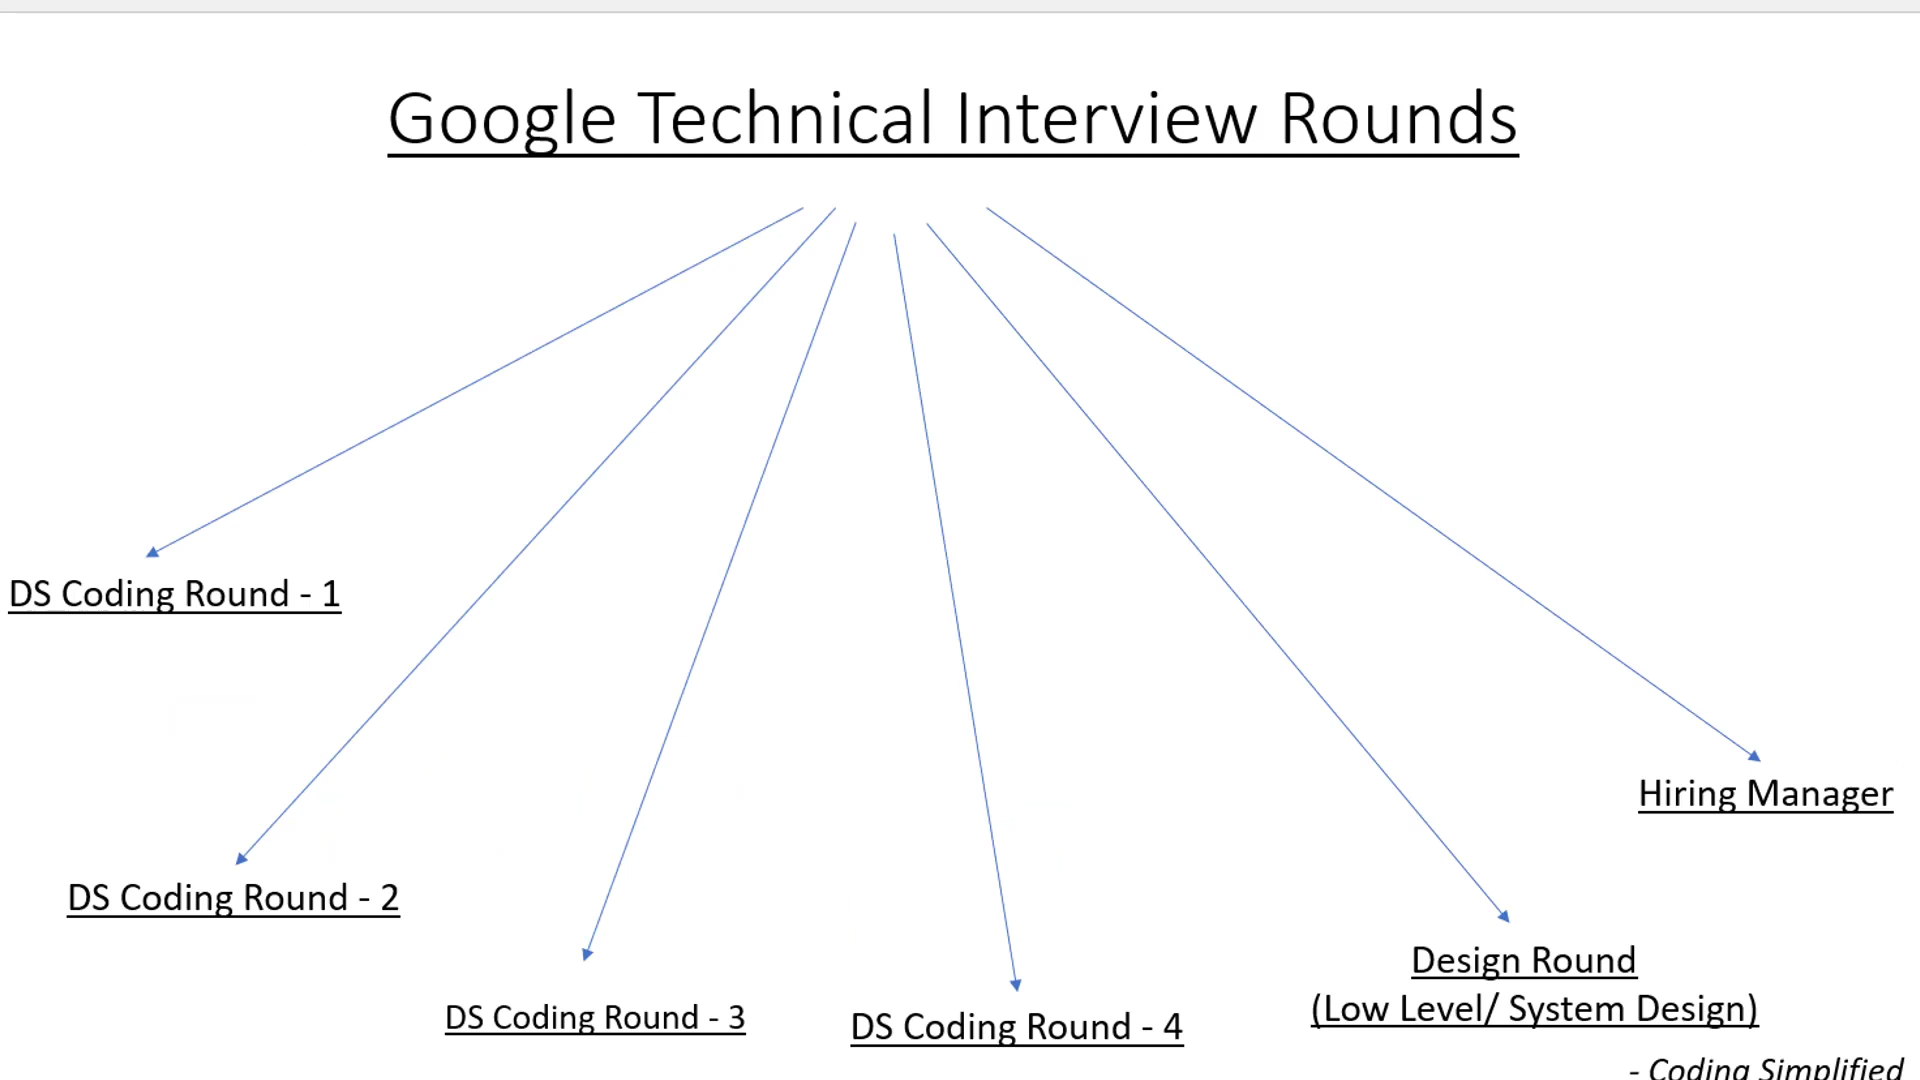 Google Technical Interview Rounds
DS Coding Round - 1
DS Coding Round - 2
DS Coding Round - 3
DS Coding Round - 4
Design Round
(Low Level/ System Design)
Hiring Manager
- Coding Simplified